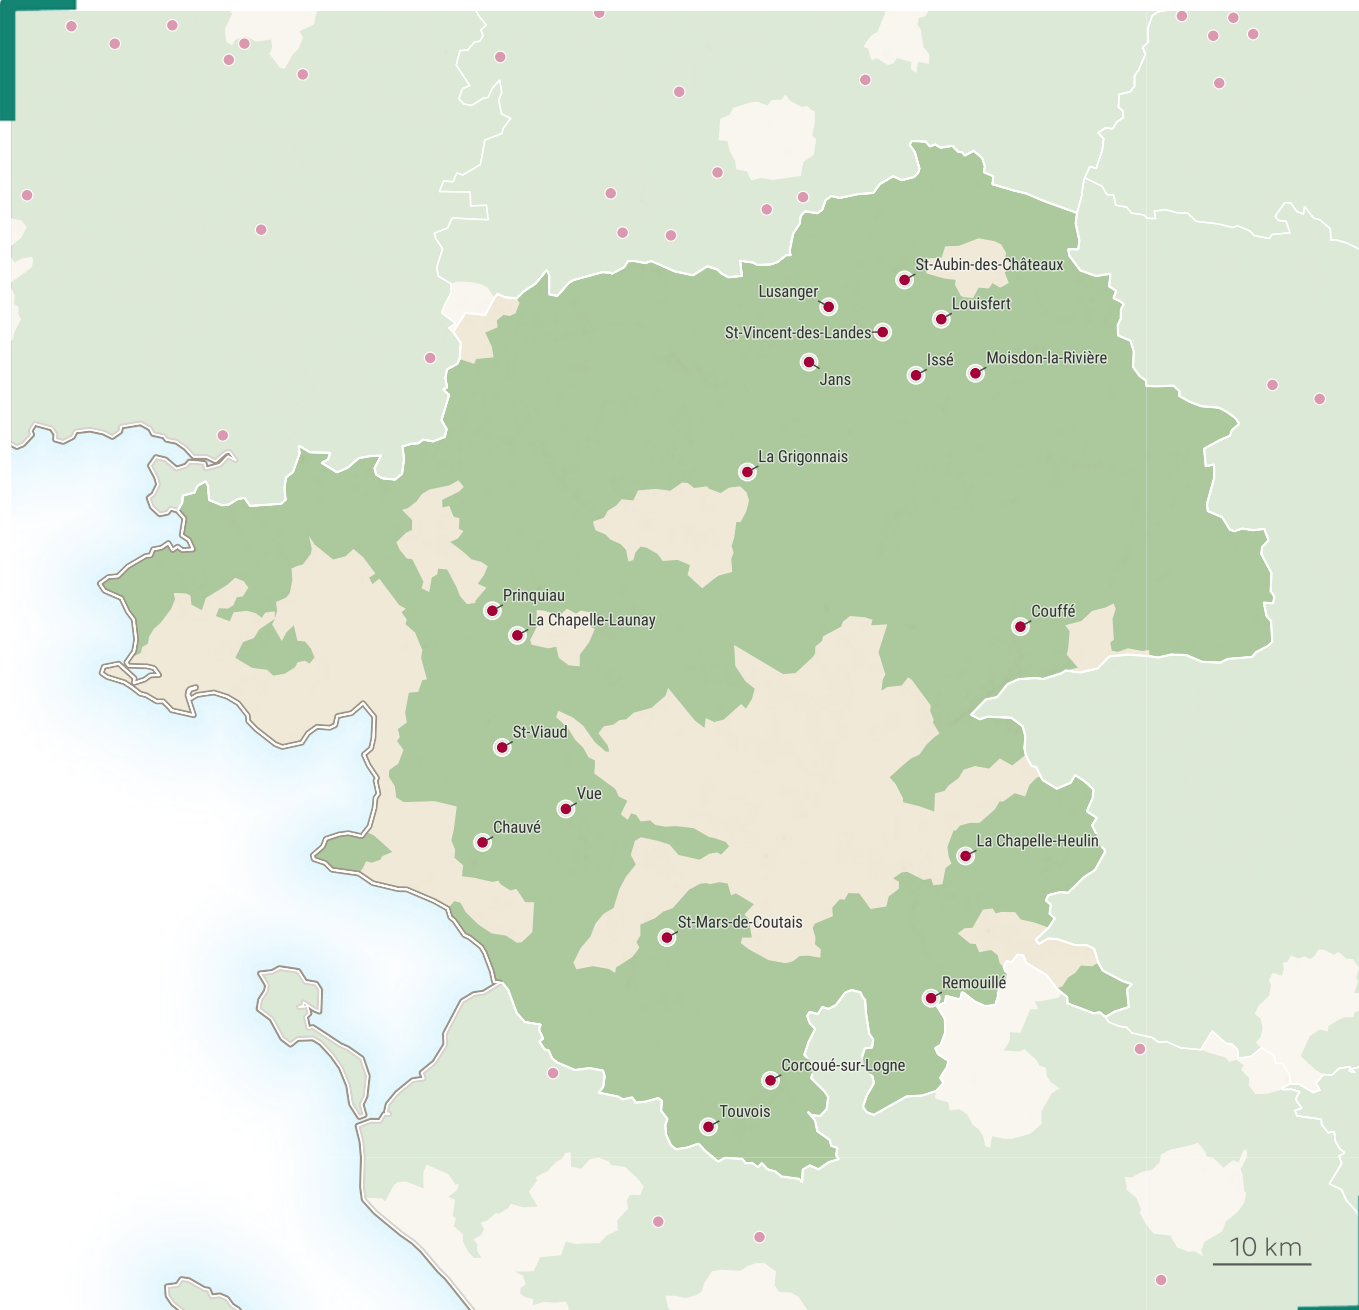 St-Aubin-des-Châteaux
Lusanger
Louisfert
St-Vincent-des-Landes
Issé
Moisdon-la-Rivière
Jans
La Grigonnais
Prinquiau
Couffé
La Chapelle-Launay
St-Viaud
Vue
Chauvé
La Chapelle-Heulin
St-Mars-de-Coutais
Remouillé
Corcoué-sur-Logne
Touvois
10 km